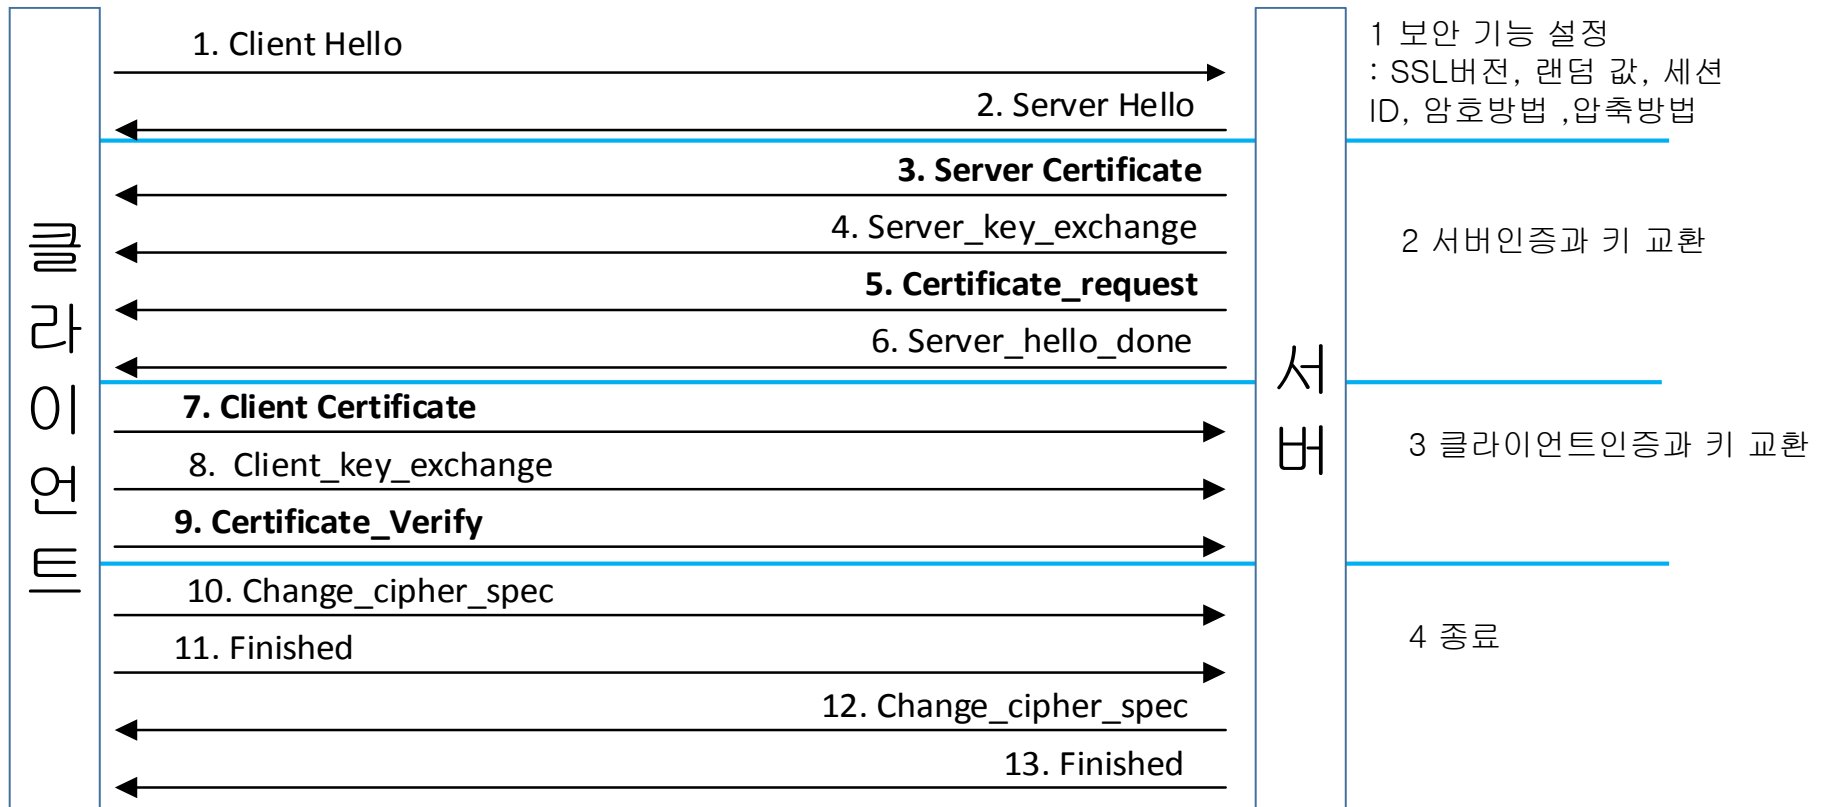 클라이언트
1. Client Hello
2. Server Hello
3. Server Certificate
4. Server_key_exchange
5. Certificate_request
6. Server_hello_done
7. Client Certificate
8. Client_key_exchange
9. Certificate_Verify
10. Change_cipher_spec
11. Finished
12. Change_cipher_spec
13. Finished
서버
1 보안 기능 설정
: SSL버전, 랜덤 값, 세션
ID, 암호방법 ,압축방법
2 서버인증과 키 교환
3 클라이언트인증과 키 교환
4 종료